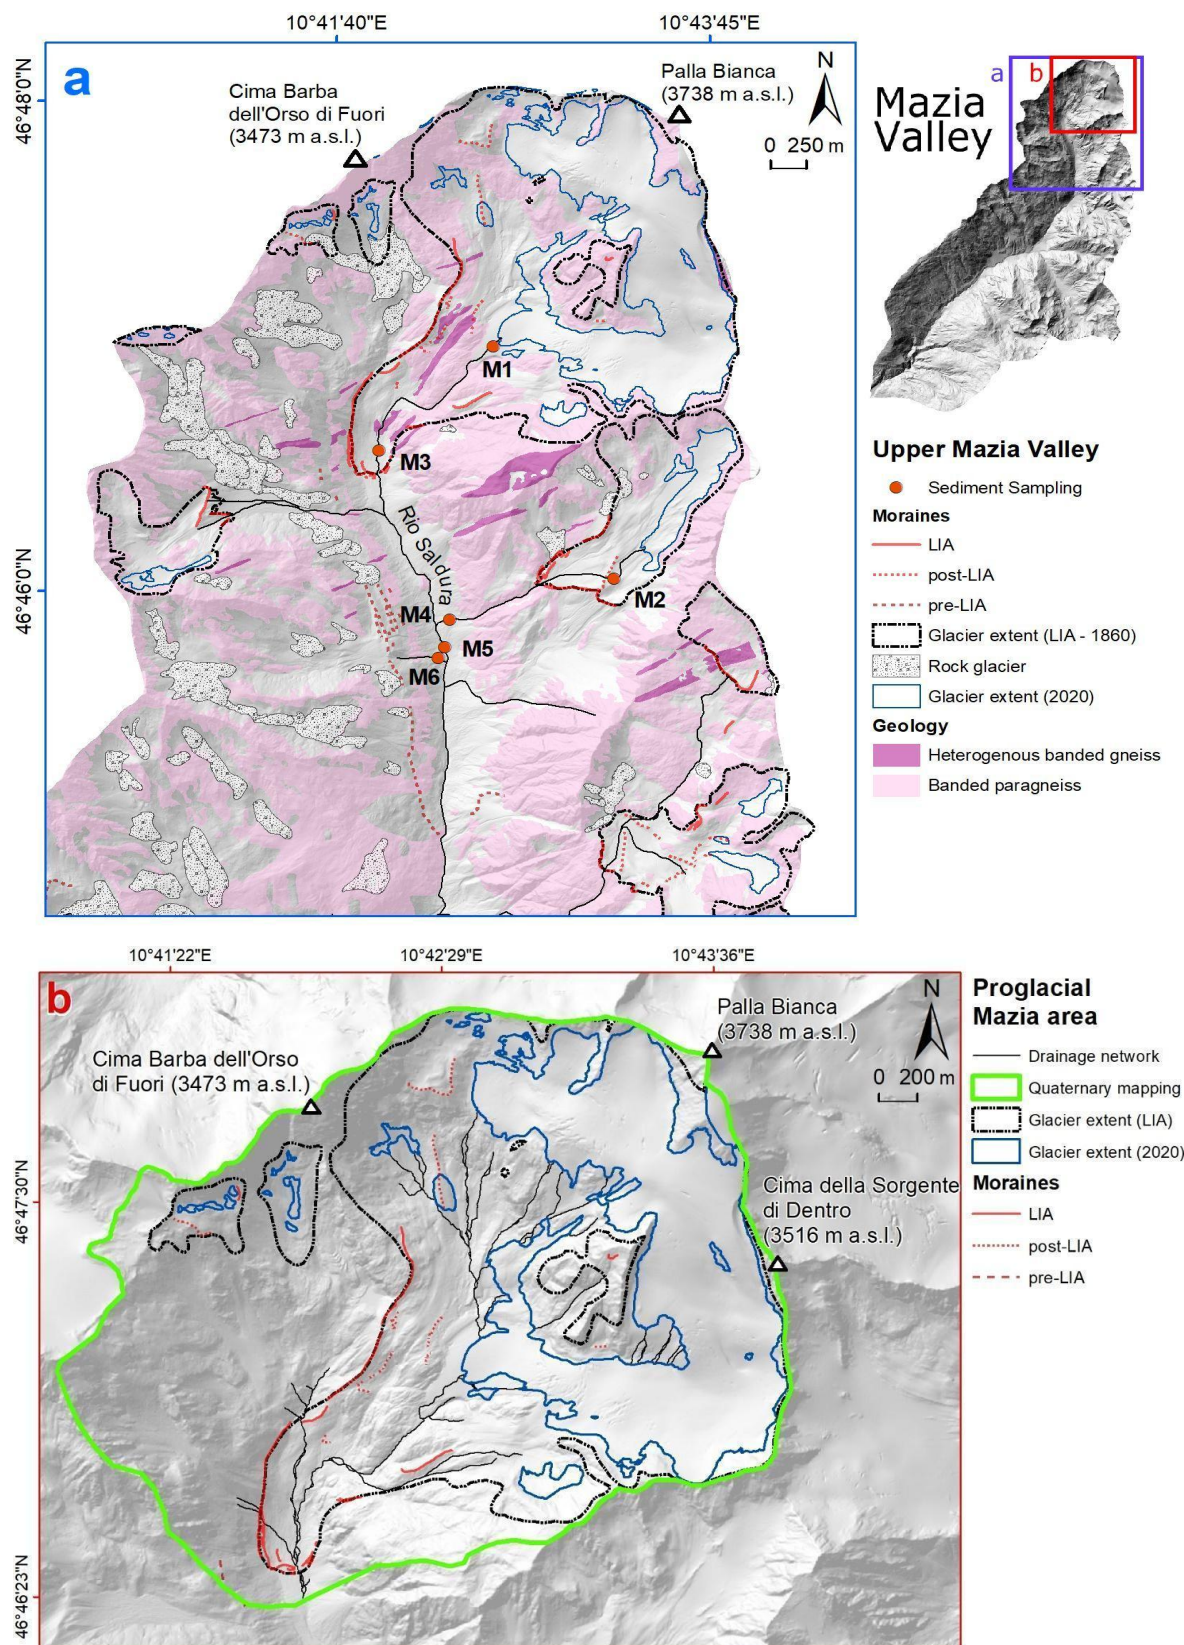 10°41'40"E
10°43'45"E
46°48'0"N
46°46'0"N
a
Cima Barba
dell'Orso di Fuori
(3473 m a.s.l.)
Palla Bianca
(3738 m a.s.l.)
N
0 250 m
M1
M3
Rio Saldura
M2
M4
M5
M6
a
b
Mazia
Valley
Upper Mazia Valley
Sediment Sampling
Moraines
LIA
post-LIA
pre-LIA
Glacier extent (LIA - 1860)
Rock glacier
Glacier extent (2020)
Geology
Heterogenous banded gneiss
Banded paragneiss
10°41'22"E
10°42'29"E
10°43'36"E
46°47'30"N
46°46'23"N
b
Cima Barba dell'Orso
di Fuori (3473 m a.s.l.)
Palla Bianca
(3738 m a.s.l.)
N
0 200 m
Cima della Sorgente
di Dentro
(3516 m a.s.l.)
Proglacial
Mazia area
Drainage network
Quaternary mapping
Glacier extent (LIA)
Glacier extent (2020)
Moraines
LIA
post-LIA
pre-LIA